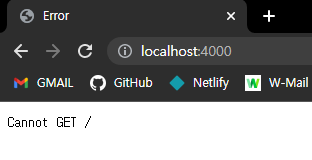 Error
localhost:4000
GMAIL
GitHub
Netlify
W-Mail
Cannot GET /